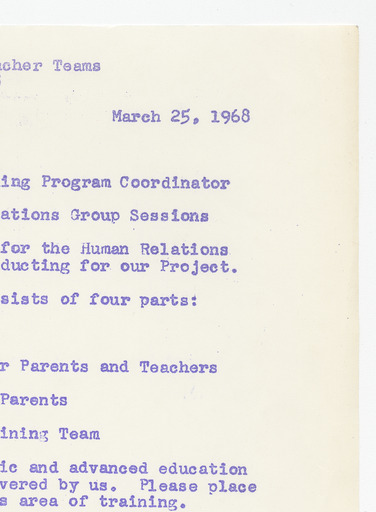 acher Teams
March 25, 1968
ing Program Coordinator
ations Group Sessions
for the Human Relations
ducting for our Project.
sists of four parts:
r Parents and Teachers
Parents
ining Team
ic and advanced education
vered by us. Please place
s area of training.